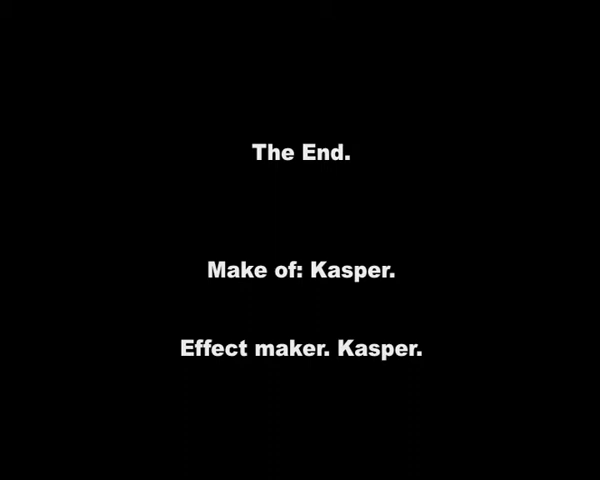 The End.
Make of: Kasper.
Effect maker. Kasper.